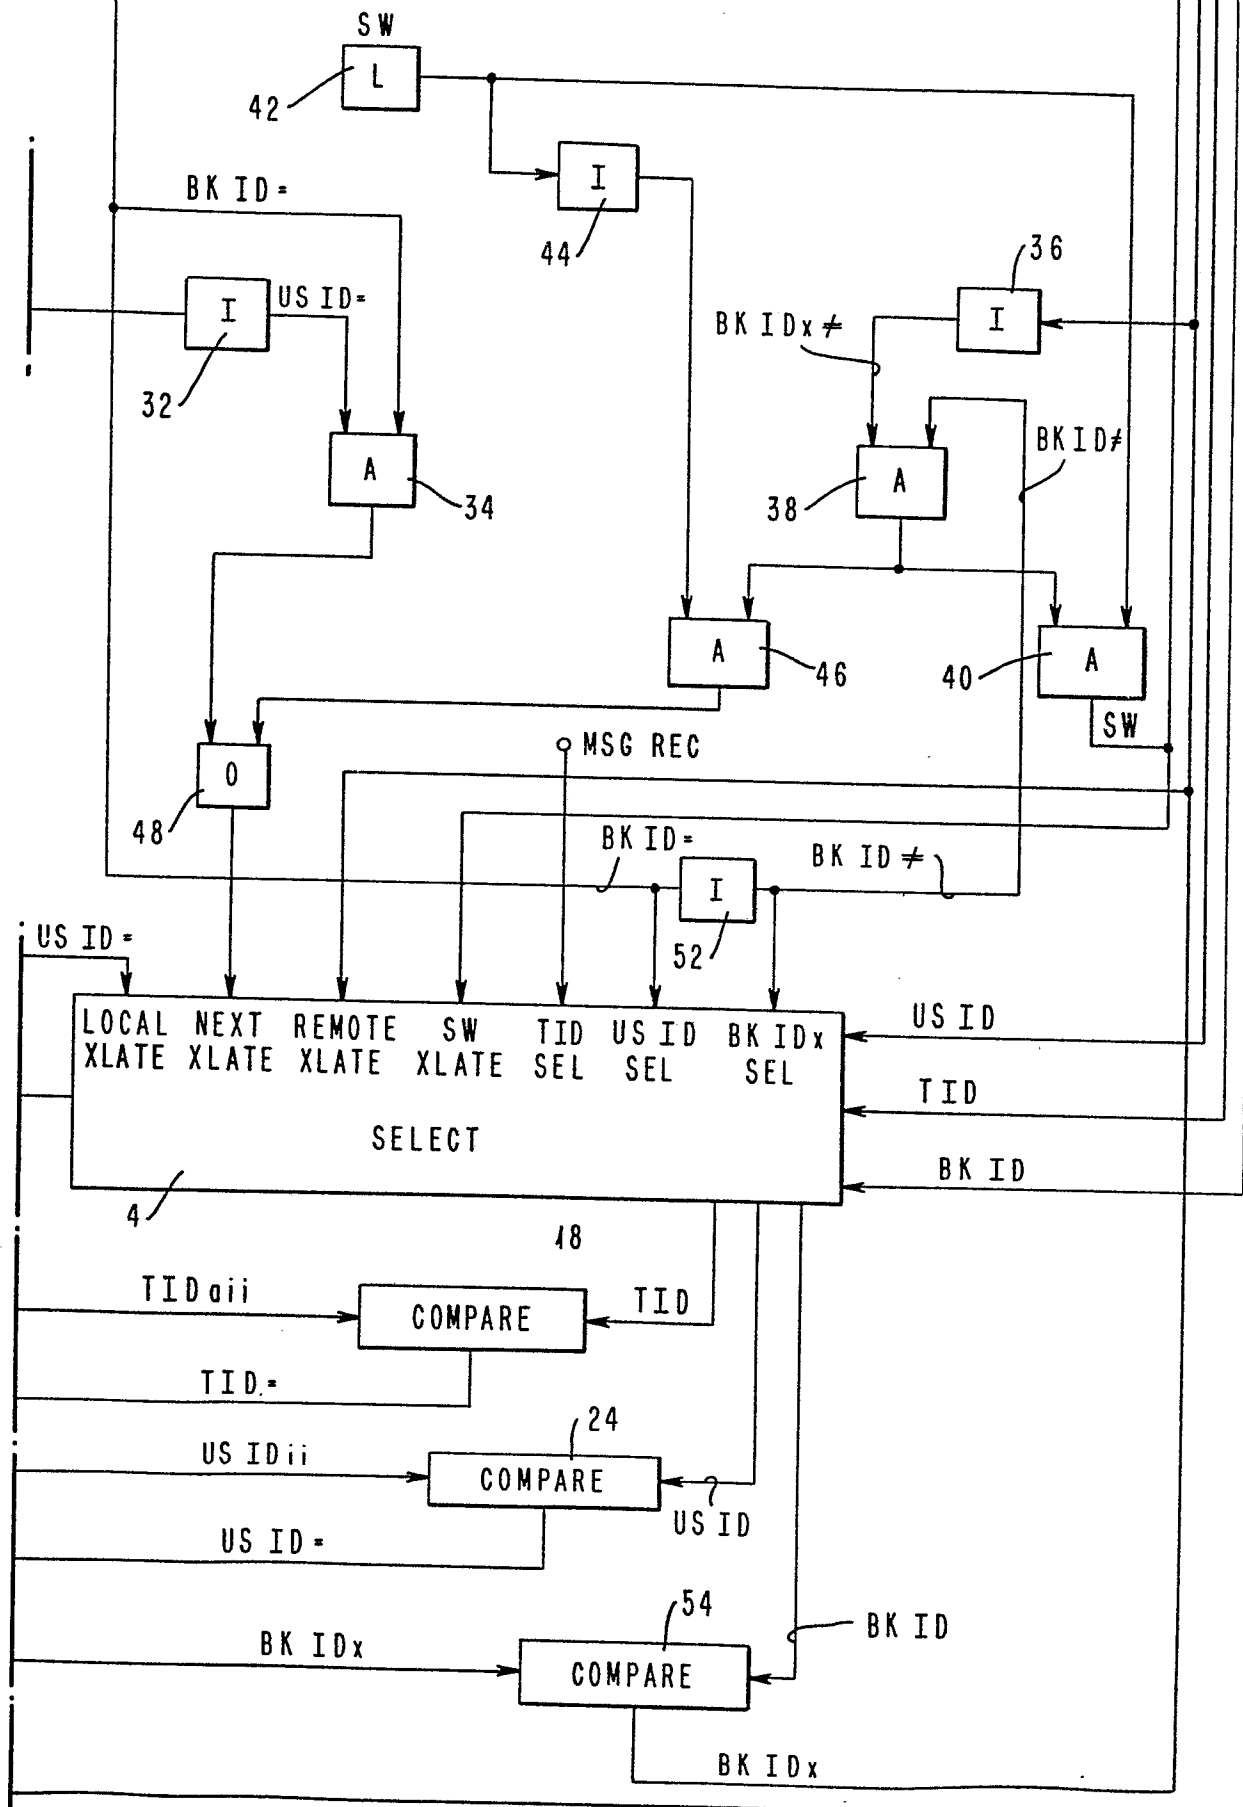 SW
L
42
I
BK ID=
44
36
I
US ID=
I
BK IDx≠
32
BK ID≠
A
A
34
38
A
46
A
40
SW
MSG REC
O
48
BK ID=
BK ID≠
I
52
US ID=
LOCAL XLATE
NEXT XLATE
REMOTE XLATE
SW XLATE
TID SEL
US ID SEL
BK IDx SEL
US ID
TID
SELECT
BK ID
4
18
TIDaii
COMPARE
TID
TID=
24
US IDii
COMPARE
US ID
US ID=
54
BK ID
BK IDx
COMPARE
BK IDx